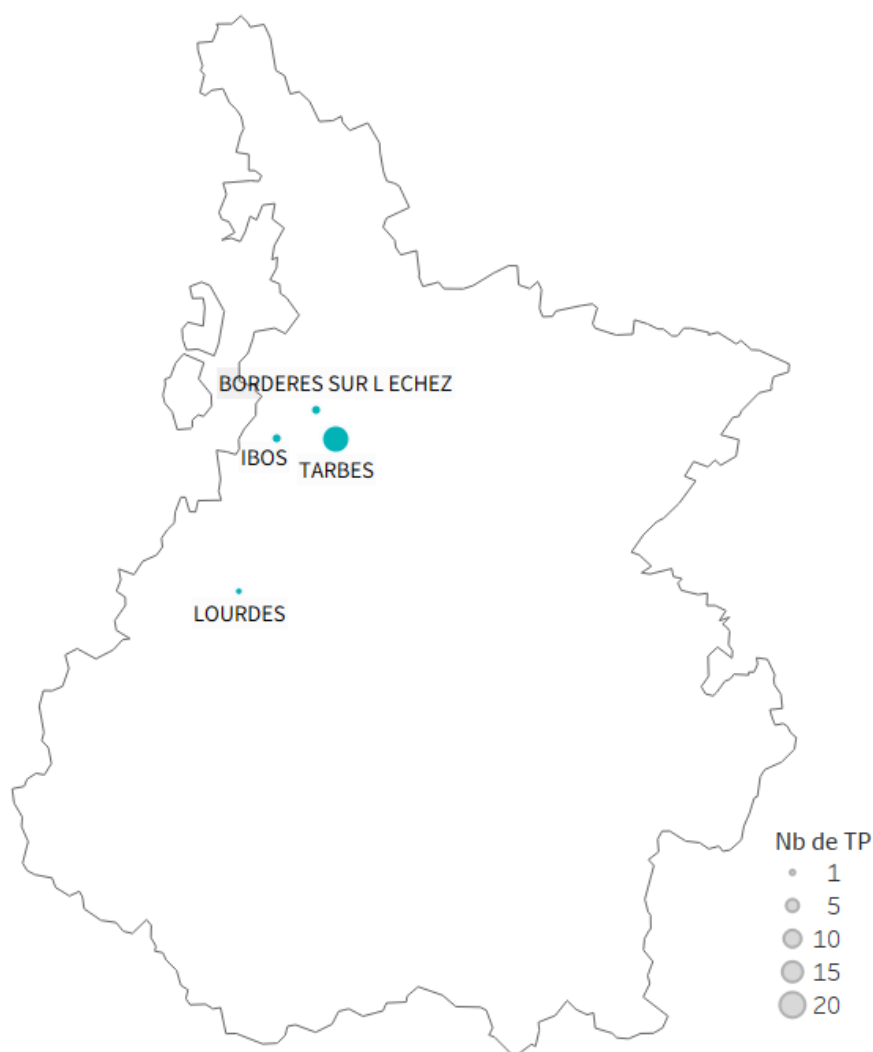 BORDERES SUR L ECHEZ
IBOS
TARBES
LOURDES
Nb de TP
1
5
10
15
20